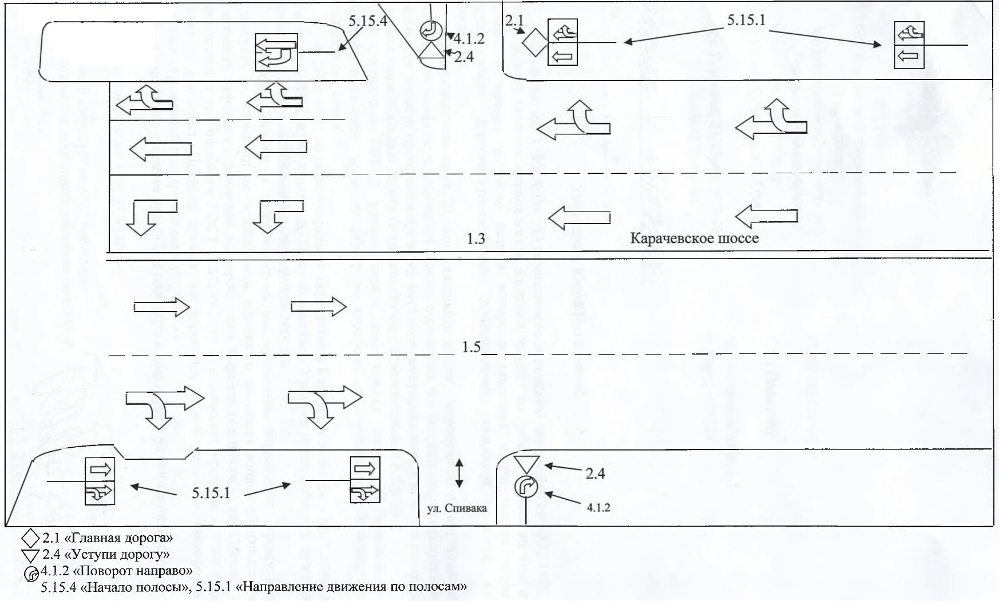 5.15.4
2.1
5.15.1
4.1.2
2.4
1.3
Карачевское шоссе
1.5
2.4
5.15.1
ул. Спивака
4.1.2
2.1 «Главная дорога»
2.4 «Уступи дорогу»
4.1.2 «Поворот направо»
5.15.4 «Начало полосы», 5.15.1 «Направление движения по полосам»